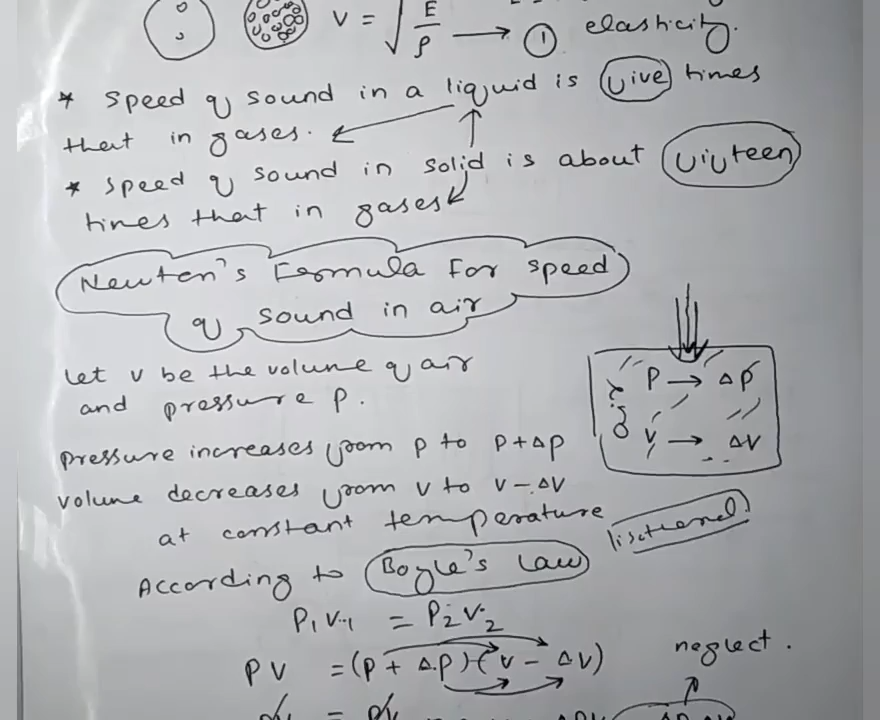 V = √E/ρ → ① elasticity.
* Speed of sound in a liquid is five times
that in gases.
* Speed of sound in solid is about fifteen
times that in gases
Newton's Formula For speed
of sound in air
Let V be the volume of air
and pressure P.
P → ΔP
air
V → ΔV
pressure increases from P to P+ΔP
volume decreases from V to V-ΔV
at constant temperature
isothermal
According to Boyle's Law
P₁V₁ = P₂V₂
PV = (P + ΔP)(V - ΔV)
neglect.